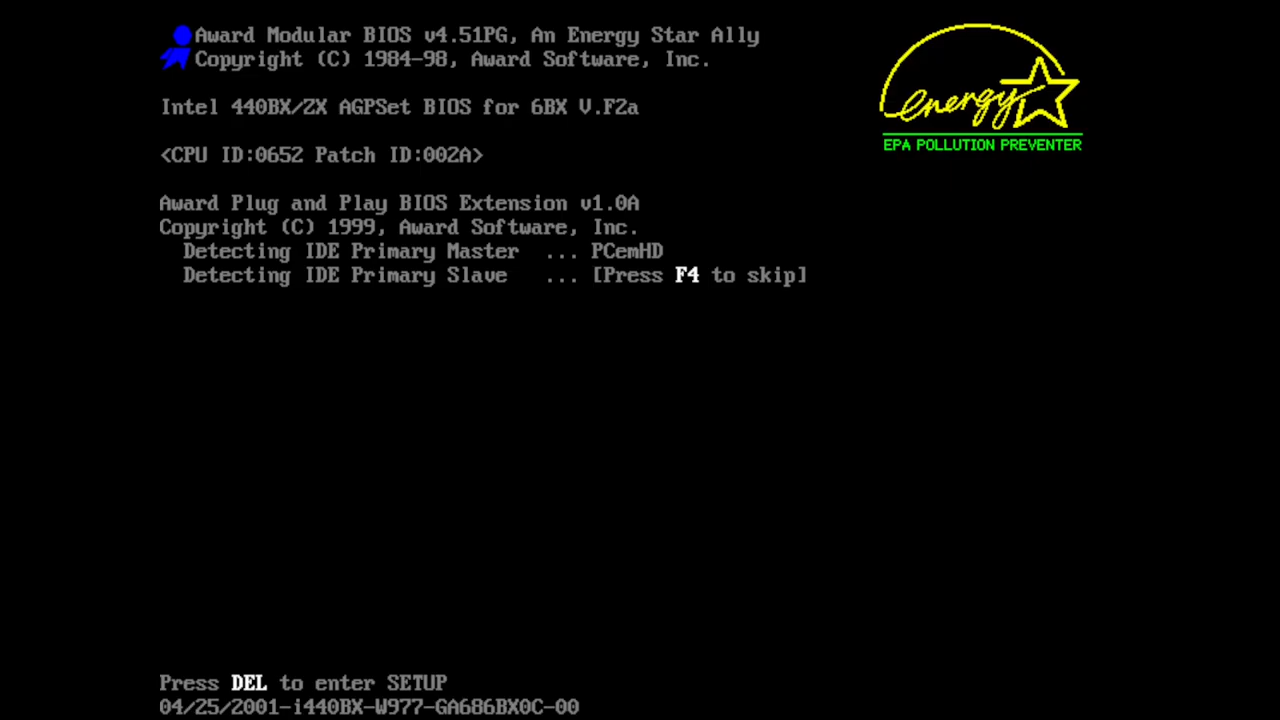 Award Modular BIOS v4.51PG, An Energy Star Ally
Copyright (C) 1984-98, Award Software, Inc.
energy
EPA POLLUTION PREVENTER
Intel 440BX/ZX AGPSet BIOS for 6BX V.F2a
<CPU ID:0652 Patch ID:002A>
Award Plug and Play BIOS Extension v1.0A
Copyright (C) 1999, Award Software, Inc.
Detecting IDE Primary Master ... PCemHD
Detecting IDE Primary Slave ... [Press F4 to skip]
Press DEL to enter SETUP
04/25/2001-i440BX-W977-GA686BX0C-00